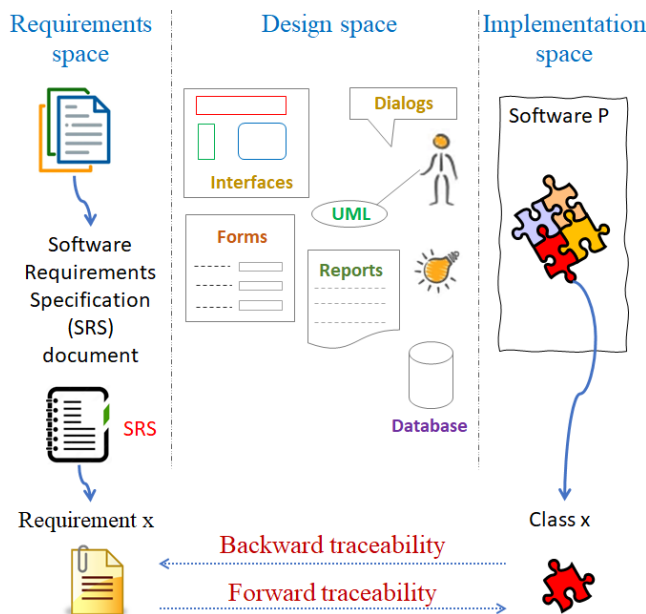 Requirements
space
Design space
Implementation
space
Software
Requirements
Specification
(SRS)
document
SRS
Requirement x
Interfaces
Dialogs
UML
Forms
Reports
Database
Software P
Class x
Backward traceability
Forward traceability